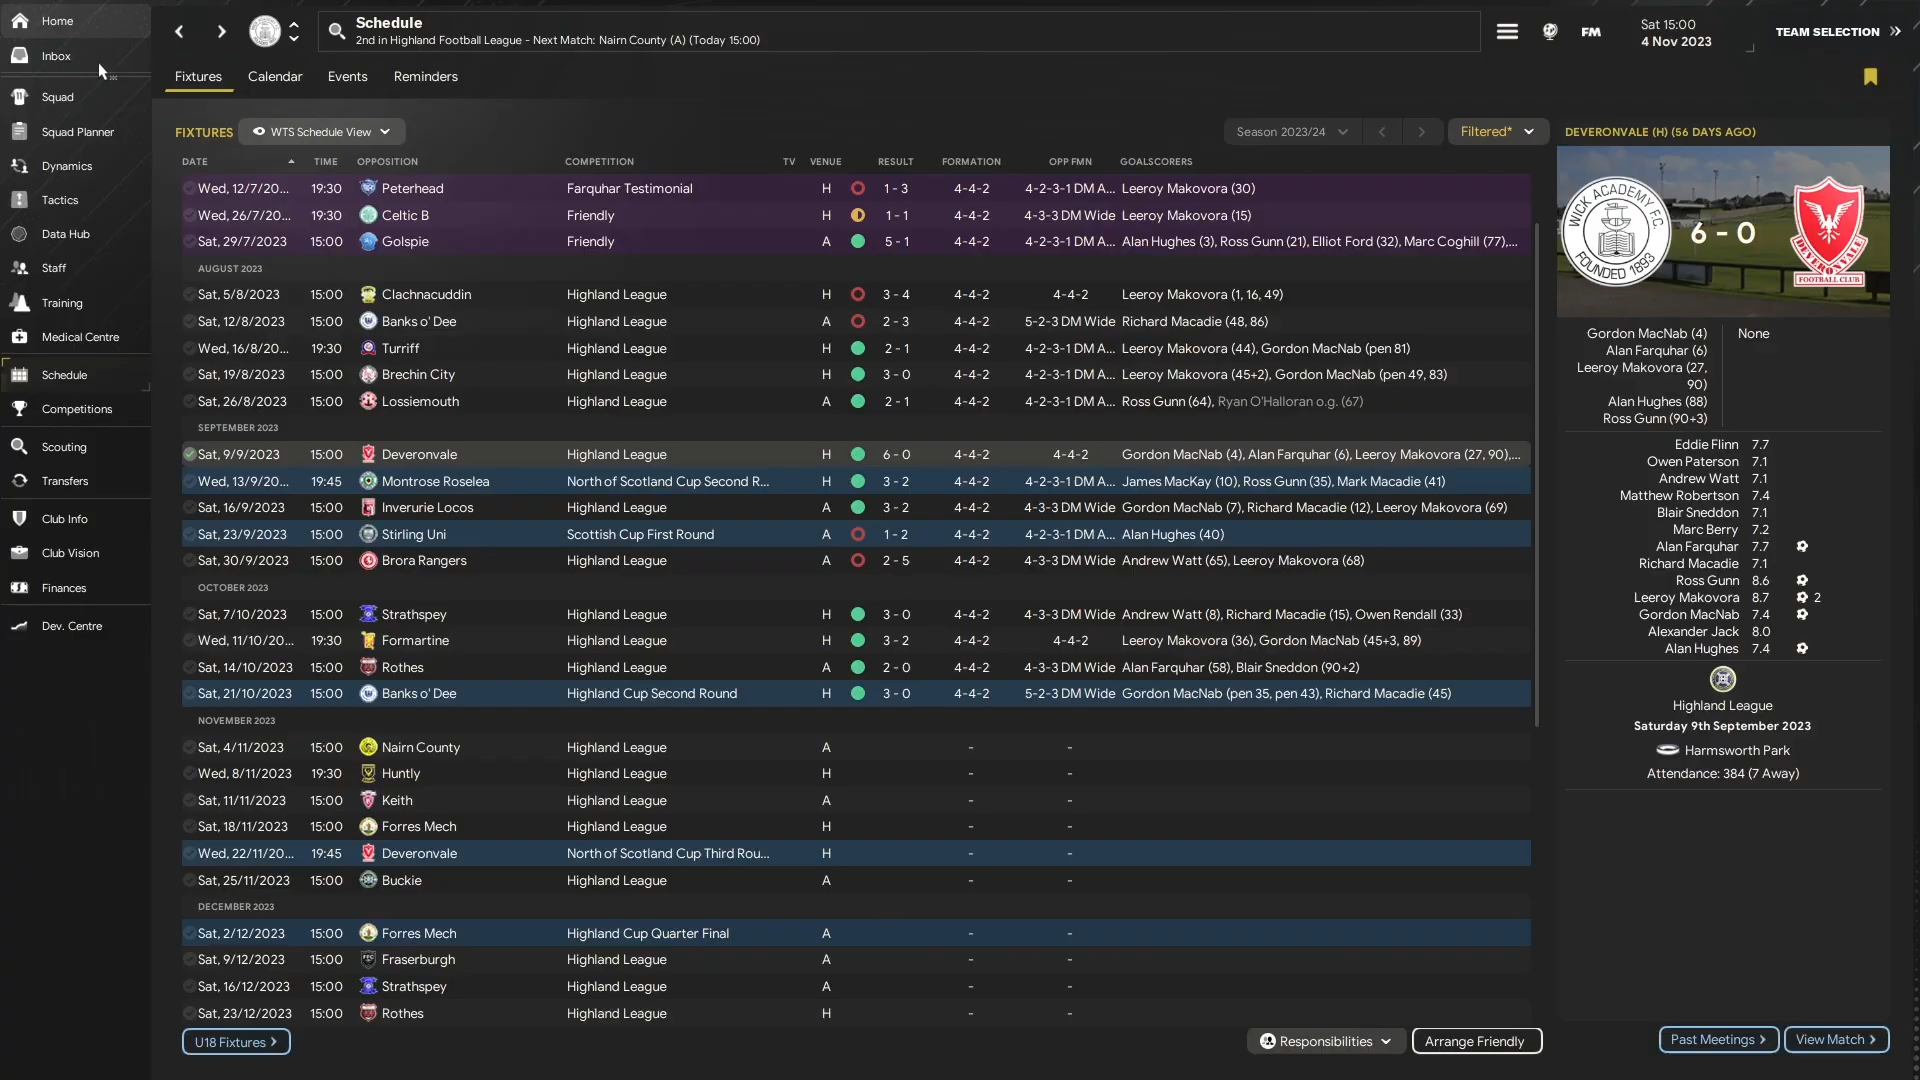 Home
Inbox
Squad
Squad Planner
Dynamics
Tactics
Data Hub
Staff
Training
Medical Centre
Schedule
Competitions
Scouting
Transfers
Club Info
Club Vision
Finances
Dev. Centre
Schedule
2nd in Highland Football League - Next Match: Nairn County (A) (Today 15:00)
FM
Sat 15:00
4 Nov 2023
TEAM SELECTION
Fixtures Calendar Events Reminders
FIXTURES WTS Schedule View Season 2023/24 Filtered*
DATE TIME OPPOSITION COMPETITION TV VENUE RESULT FORMATION OPP FMN GOALSCORERS
Wed, 12/7/20... 19:30 Peterhead Farquhar Testimonial H 1 - 3 4-4-2 4-2-3-1 DM A... Leeroy Makovora (30)
Wed, 26/7/20... 19:30 Celtic B Friendly H 1 - 1 4-4-2 4-3-3 DM Wide Leeroy Makovora (15)
Sat, 29/7/2023 15:00 Golspie Friendly A 5 - 1 4-4-2 4-2-3-1 DM A... Alan Hughes (3), Ross Gunn (21), Elliot Ford (32), Marc Coghill (77),...
AUGUST 2023
Sat, 5/8/2023 15:00 Clachnacuddin Highland League H 3 - 4 4-4-2 4-4-2 Leeroy Makovora (1, 16, 49)
Sat, 12/8/2023 15:00 Banks o' Dee Highland League A 2 - 3 4-4-2 5-2-3 DM Wide Richard Macadie (48, 86)
Wed, 16/8/20... 19:30 Turriff Highland League H 2 - 1 4-4-2 4-2-3-1 DM A... Leeroy Makovora (44), Gordon MacNab (pen 81)
Sat, 19/8/2023 15:00 Brechin City Highland League H 3 - 0 4-4-2 4-2-3-1 DM A... Leeroy Makovora (45+2), Gordon MacNab (pen 49, 83)
Sat, 26/8/2023 15:00 Lossiemouth Highland League A 2 - 1 4-4-2 4-2-3-1 DM A... Ross Gunn (64), Ryan O'Halloran o.g. (67)
SEPTEMBER 2023
Sat, 9/9/2023 15:00 Deveronvale Highland League H 6 - 0 4-4-2 4-4-2 Gordon MacNab (4), Alan Farquhar (6), Leeroy Makovora (27, 90),...
Wed, 13/9/20... 19:45 Montrose Roselea North of Scotland Cup Second R... H 3 - 2 4-4-2 4-2-3-1 DM A... James MacKay (10), Ross Gunn (35), Mark Macadie (41)
Sat, 16/9/2023 15:00 Inverurie Locos Highland League A 3 - 2 4-4-2 4-3-3 DM Wide Gordon MacNab (7), Richard Macadie (12), Leeroy Makovora (69)
Sat, 23/9/2023 15:00 Stirling Uni Scottish Cup First Round A 1 - 2 4-4-2 4-2-3-1 DM A... Alan Hughes (40)
Sat, 30/9/2023 15:00 Brora Rangers Highland League A 2 - 5 4-4-2 4-3-3 DM Wide Andrew Watt (65), Leeroy Makovora (68)
OCTOBER 2023
Sat, 7/10/2023 15:00 Strathspey Highland League H 3 - 0 4-4-2 4-3-3 DM Wide Andrew Watt (8), Richard Macadie (15), Owen Rendall (33)
Wed, 11/10/20... 19:30 Formartine Highland League H 3 - 2 4-4-2 4-4-2 Leeroy Makovora (36), Gordon MacNab (45+3, 89)
Sat, 14/10/2023 15:00 Rothes Highland League A 2 - 0 4-4-2 4-3-3 DM Wide Alan Farquhar (58), Blair Sneddon (90+2)
Sat, 21/10/2023 15:00 Banks o' Dee Highland Cup Second Round H 3 - 0 4-4-2 5-2-3 DM Wide Gordon MacNab (pen 35, pen 43), Richard Macadie (45)
NOVEMBER 2023
Sat, 4/11/2023 15:00 Nairn County Highland League A - -
Wed, 8/11/2023 19:30 Huntly Highland League H - -
Sat, 11/11/2023 15:00 Keith Highland League A - -
Sat, 18/11/2023 15:00 Forres Mech Highland League H - -
Wed, 22/11/20... 19:45 Deveronvale North of Scotland Cup Third Rou... H - -
Sat, 25/11/2023 15:00 Buckie Highland League A - -
DECEMBER 2023
Sat, 2/12/2023 15:00 Forres Mech Highland Cup Quarter Final A - -
Sat, 9/12/2023 15:00 Fraserburgh Highland League A - -
Sat, 16/12/2023 15:00 Strathspey Highland League A - -
Sat, 23/12/2023 15:00 Rothes Highland League H - -
U18 Fixtures Responsibilities Arrange Friendly
DEVERONVALE (H) (56 DAYS AGO)
WICK ACADEMY F.C.
FOUNDED 1893
6 - 0
DEVERONVALE
FOOTBALL CLUB
Gordon MacNab (4) None
Alan Farquhar (6)
Leeroy Makovora (27,
90)
Alan Hughes (88)
Ross Gunn (90+3)
Eddie Flinn 7.7
Owen Paterson 7.1
Andrew Watt 7.1
Matthew Robertson 7.4
Blair Sneddon 7.1
Marc Berry 7.2
Alan Farquhar 7.7
Richard Macadie 7.1
Ross Gunn 8.6
Leeroy Makovora 8.7 2
Gordon MacNab 7.4
Alexander Jack 8.0
Alan Hughes 7.4
Highland League
Saturday 9th September 2023
Harmsworth Park
Attendance: 384 (7 Away)
Past Meetings View Match